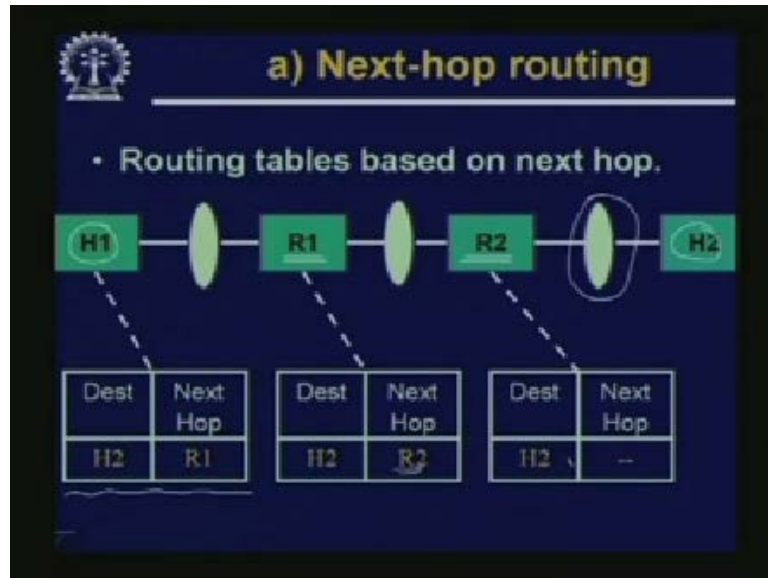 a) Next-hop routing
• Routing tables based on next hop.
H1 R1 R2 H2
Dest Next Hop Dest Next Hop Dest Next Hop
H2 R1 H2 R2 H2 --